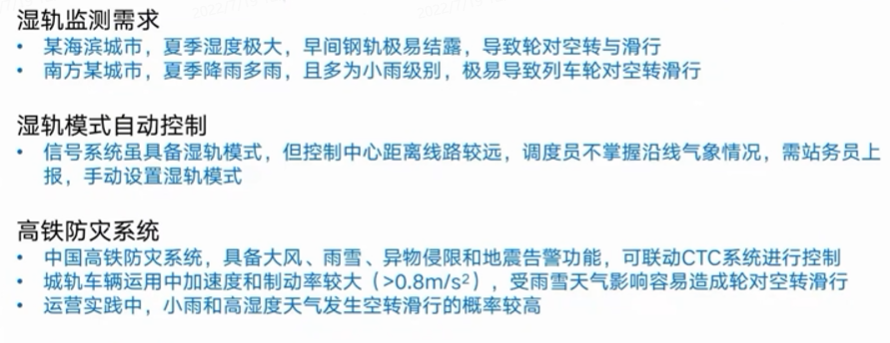 湿轨监测需求
• 某海滨城市，夏季湿度极大，早间钢轨极易结露，导致轮对空转与滑行
• 南方某城市，夏季降雨多雨，且多为小雨级别，极易导致列车轮对空转滑行
湿轨模式自动控制
• 信号系统虽具备湿轨模式，但控制中心距离线路较远，调度员不掌握沿线气象情况，需站务员上
报，手动设置湿轨模式
高铁防灾系统
• 中国高铁防灾系统，具备大风、雨雪、异物侵限和地震告警功能，可联动CTC系统进行控制
• 城轨车辆运用中加速度和制动率较大（>0.8m/s²），受雨雪天气影响容易造成轮对空转滑行
• 运营实践中，小雨和高湿度天气发生空转滑行的概率较高